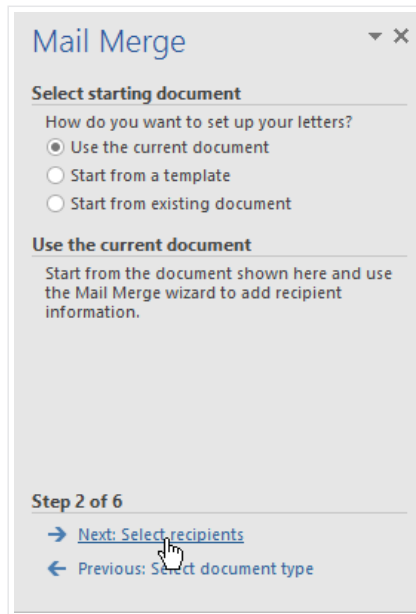 Mail Merge
Select starting document
How do you want to set up your letters?
Use the current document
Start from a template
Start from existing document
Use the current document
Start from the document shown here and use
the Mail Merge wizard to add recipient
information.
Step 2 of 6
Next: Select recipients
Previous: Select document type